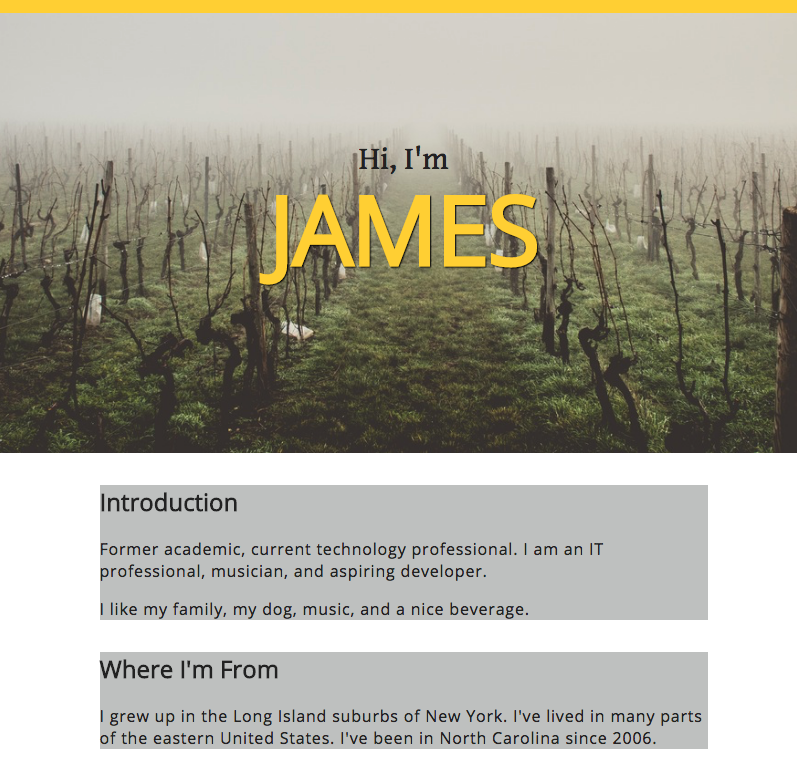 Hi, I'm
JAMES
Introduction
Former academic, current technology professional. I am an IT
professional, musician, and aspiring developer.
I like my family, my dog, music, and a nice beverage.
Where I'm From
I grew up in the Long Island suburbs of New York. I've lived in many parts
of the eastern United States. I've been in North Carolina since 2006.